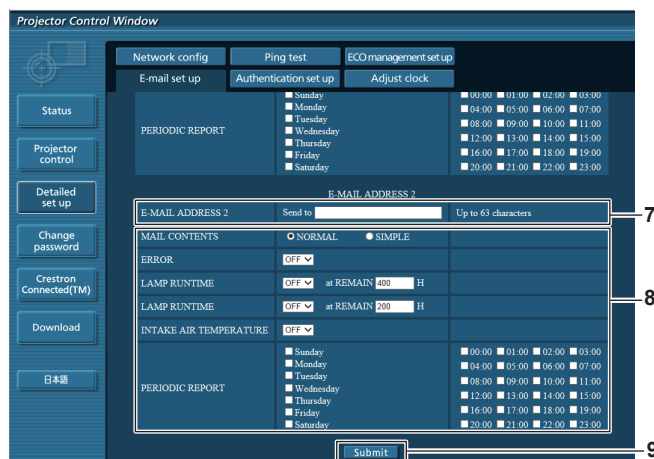 Projector Control Window
Network config Ping test ECO management set up
E-mail set up Authentication set up Adjust clock
Status
Projector control
Detailed set up
Change password
Crestron Connected(TM)
Download
日本語
PERIODIC REPORT
Sunday
Monday
Tuesday
Wednesday
Thursday
Friday
Saturday
00:00 01:00 02:00 03:00
04:00 05:00 06:00 07:00
08:00 09:00 10:00 11:00
12:00 13:00 14:00 15:00
16:00 17:00 18:00 19:00
20:00 21:00 22:00 23:00
E-MAIL ADDRESS 2
E-MAIL ADDRESS 2 Send to Up to 63 characters
7
MAIL CONTENTS NORMAL SIMPLE
ERROR OFF
LAMP RUNTIME OFF at REMAIN 400 H
8
LAMP RUNTIME OFF at REMAIN 200 H
INTAKE AIR TEMPERATURE OFF
PERIODIC REPORT
Sunday
Monday
Tuesday
Wednesday
Thursday
Friday
Saturday
00:00 01:00 02:00 03:00
04:00 05:00 06:00 07:00
08:00 09:00 10:00 11:00
12:00 13:00 14:00 15:00
16:00 17:00 18:00 19:00
20:00 21:00 22:00 23:00
Submit
9